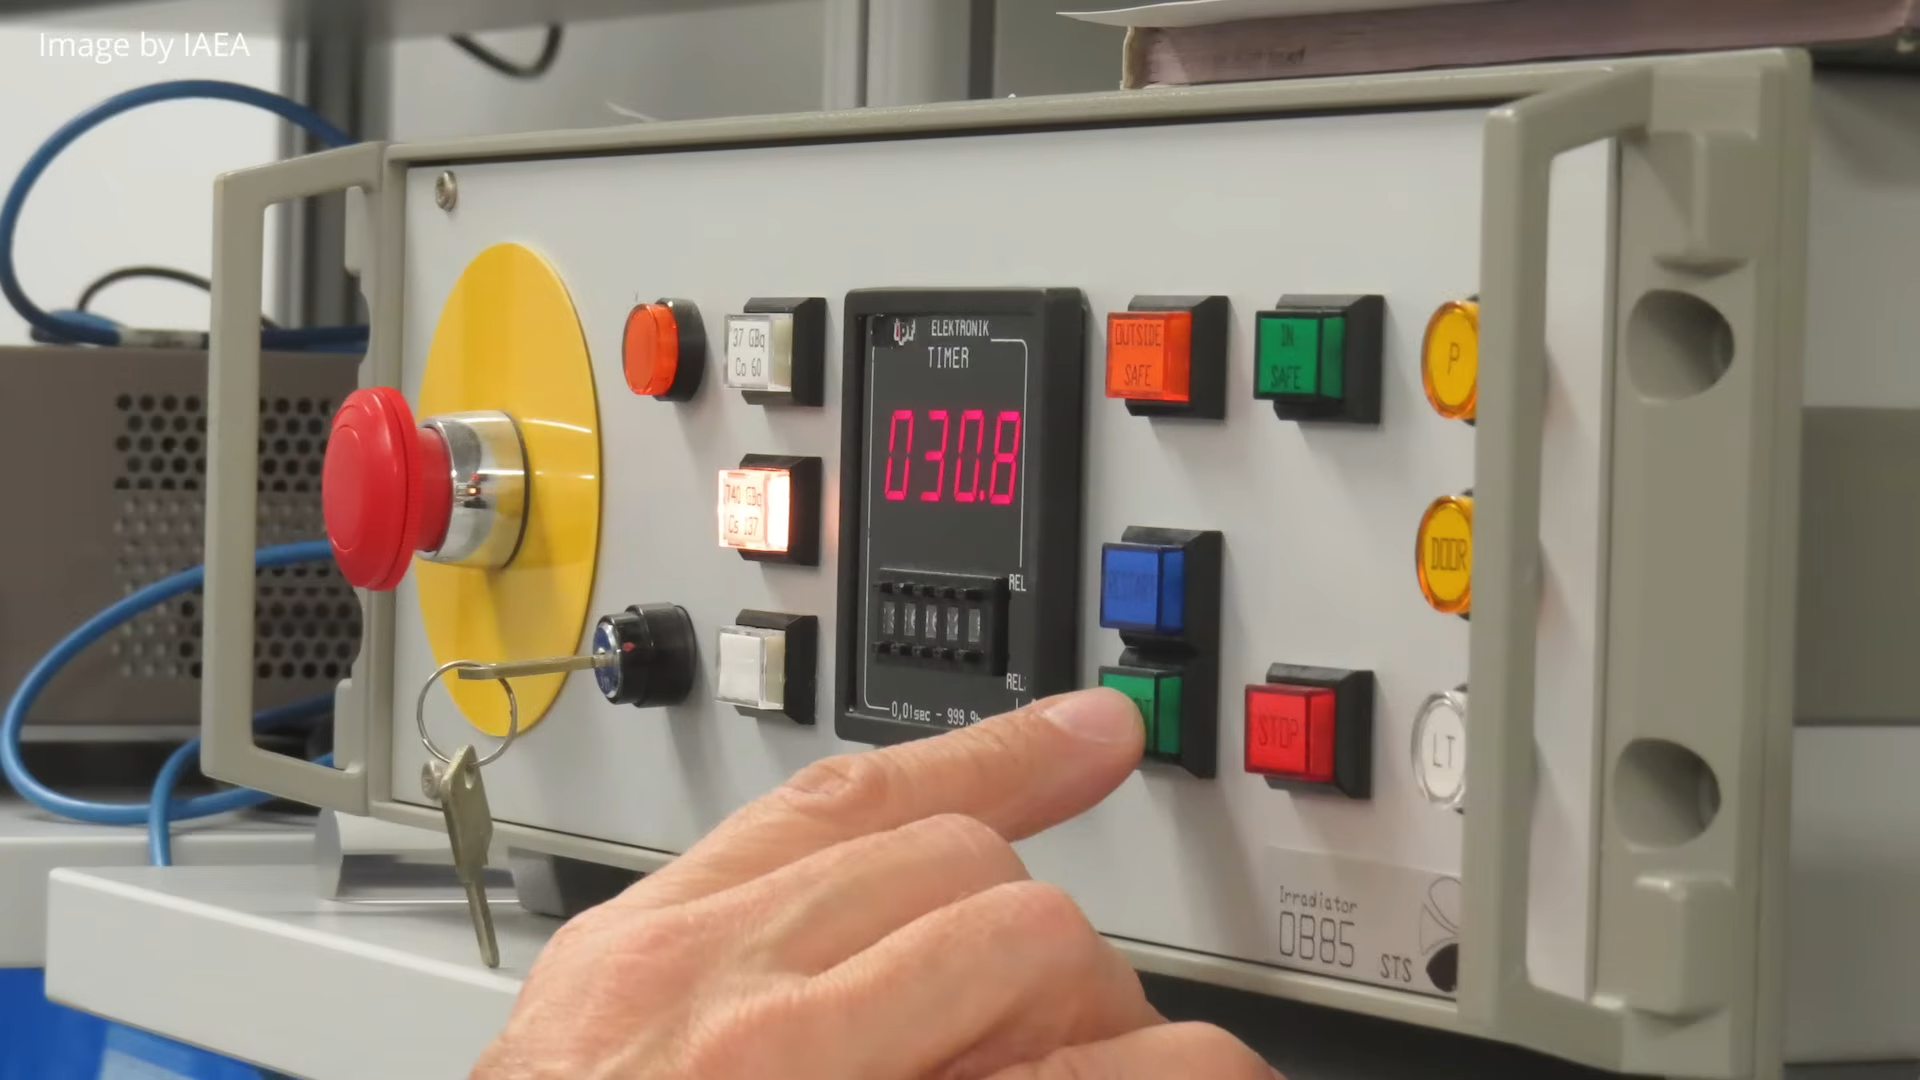 Image by IAEA
37 GBq
Co 60
740 GBq
Cs 137
ELEKTRONIK
TIMER
030.8
REL
REL
0,01sec - 999.9h
OUTSIDE
SAFE
IN
SAFE
P
RESTART
DOOR
STOP
LT
Irradiator
OB85
STS